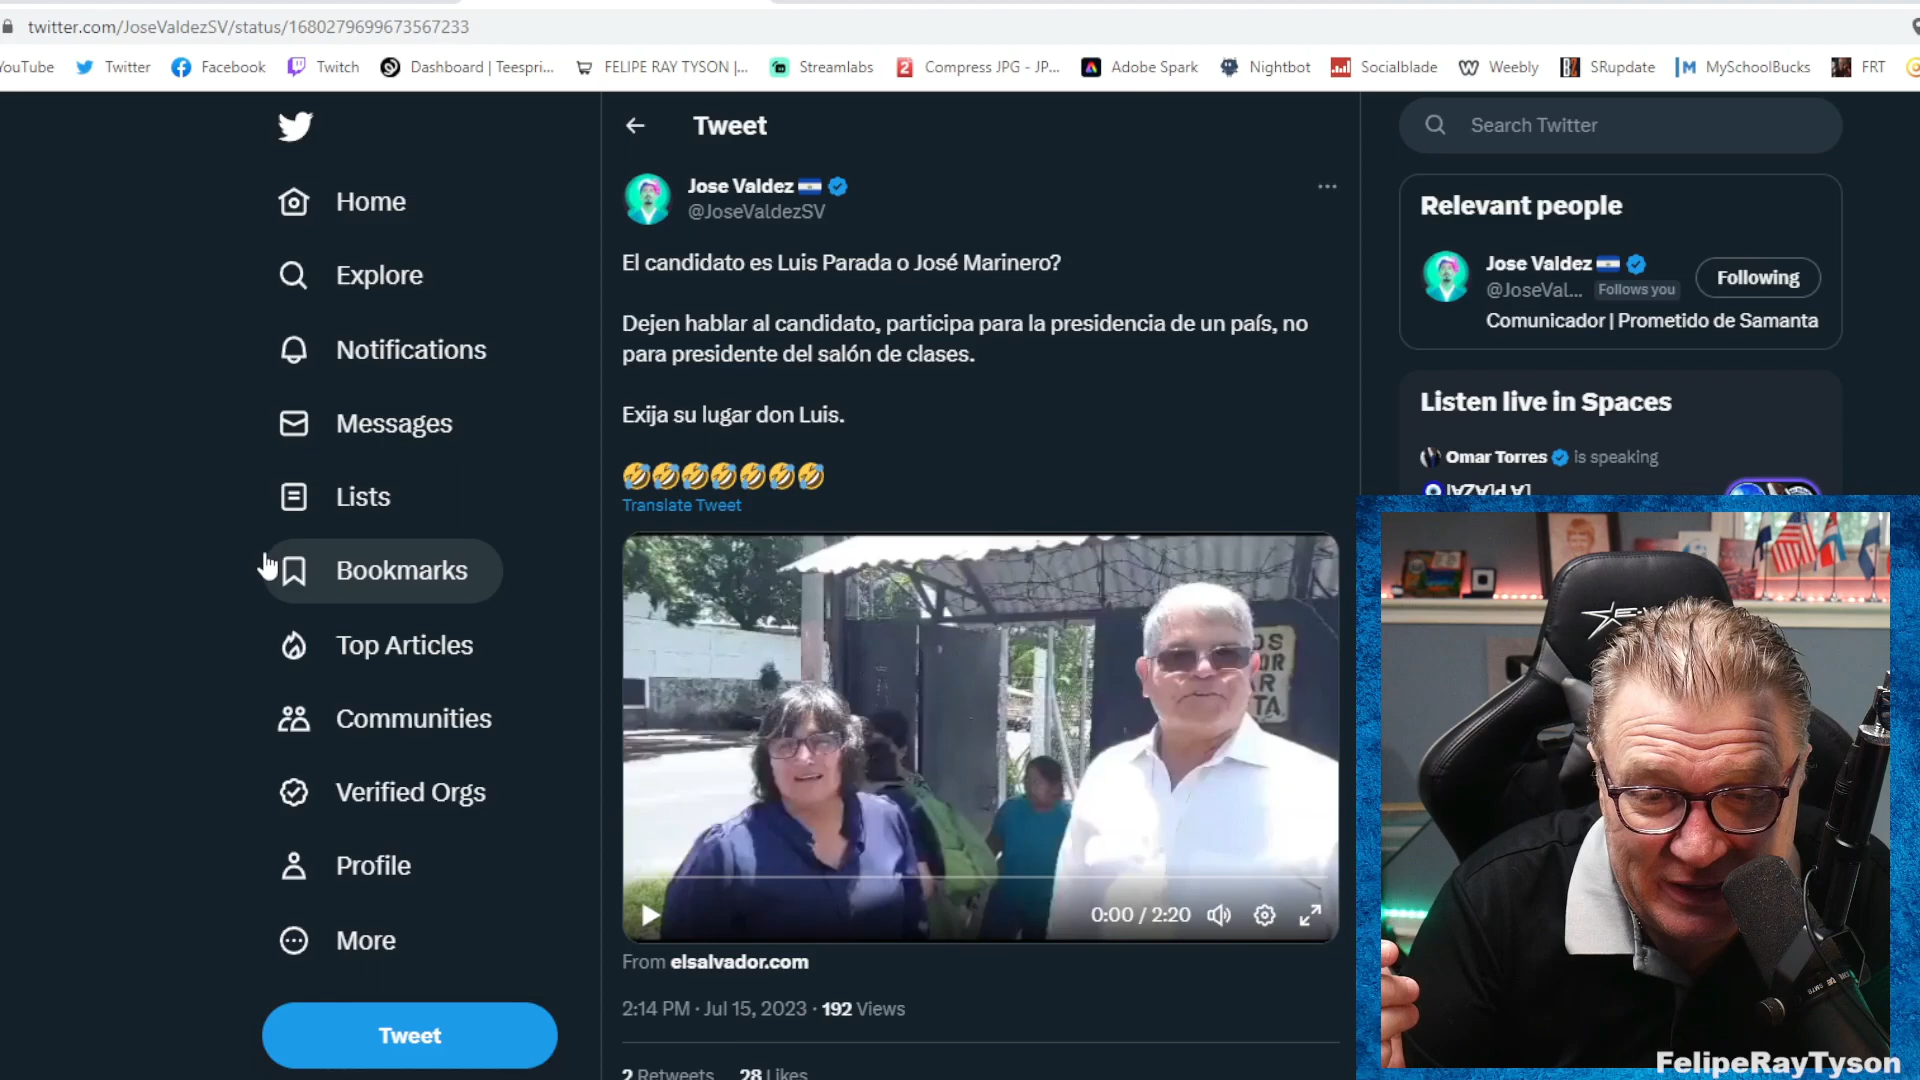 twitter.com/JoseValdezSV/status/1680279699673567233
YouTube Twitter Facebook Twitch Dashboard | Teespri... FELIPE RAY TYSON |... Streamlabs Compress JPG - JP... Adobe Spark Nightbot Socialblade Weebly SRupdate MySchoolBucks FRT
Home
Explore
Notifications
Messages
Lists
Bookmarks
Top Articles
Communities
Verified Orgs
Profile
More
Tweet
Tweet
Jose Valdez
@JoseValdezSV
El candidato es Luis Parada o José Marinero?
Dejen hablar al candidato, participa para la presidencia de un país, no
para presidente del salón de clases.
Exija su lugar don Luis.
🤣🤣🤣🤣🤣🤣🤣
Translate Tweet
0:00 / 2:20
From elsalvador.com
2:14 PM · Jul 15, 2023 · 192 Views
2 Retweets 28 Likes
Search Twitter
Relevant people
Jose Valdez
@JoseVal... Follows you
Following
Comunicador | Prometido de Samanta
Listen live in Spaces
Omar Torres is speaking
FelipeRayTyson